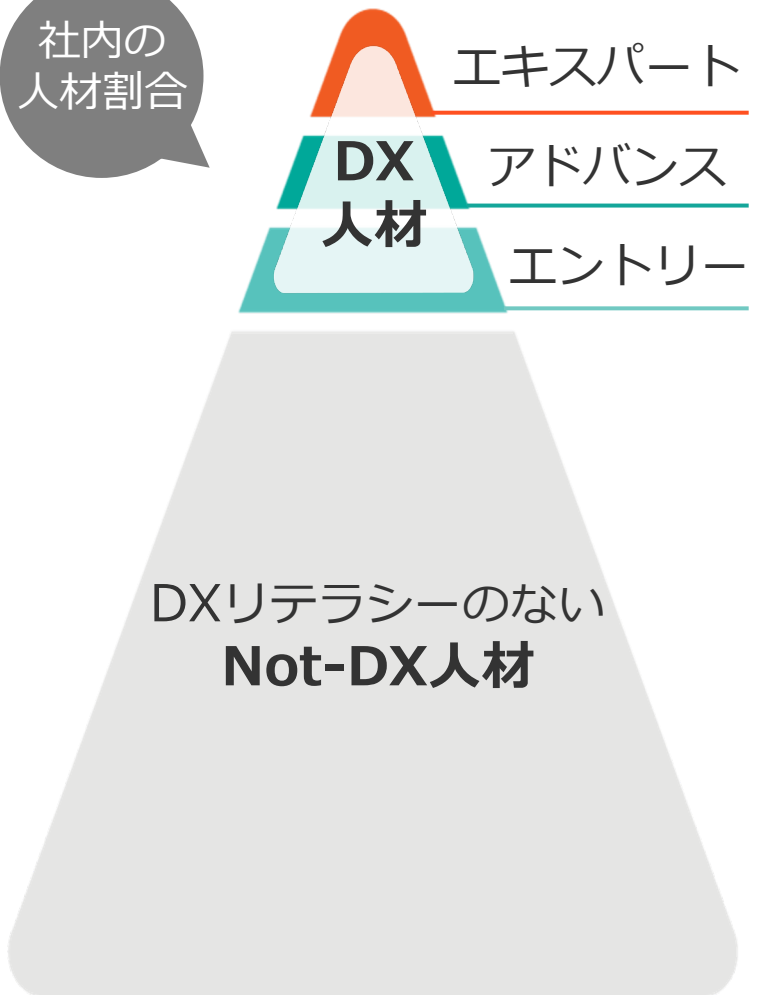 社内の
人材割合
エキスパート
アドバンス
エントリー
DX
人材
DXリテラシーのない
Not-DX人材